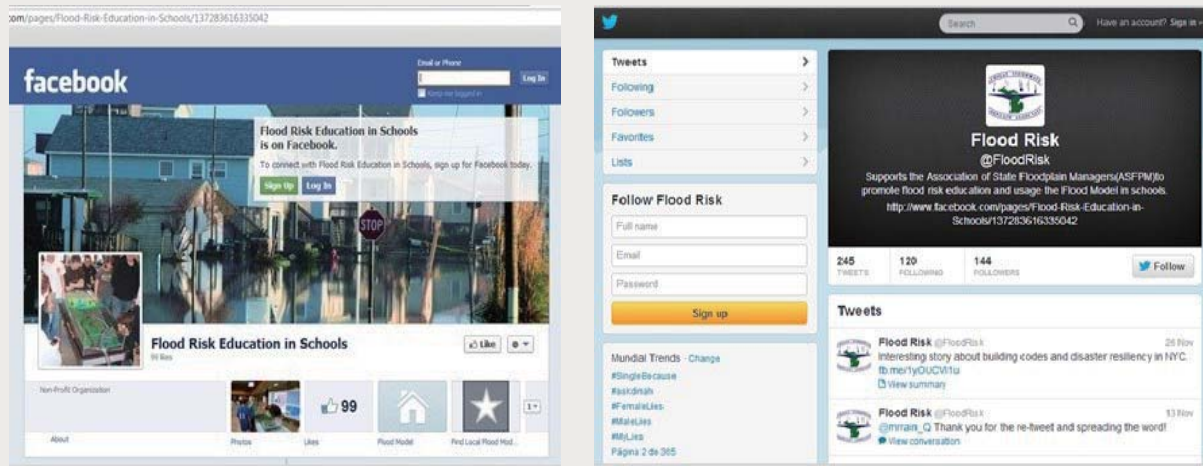 com/pages/Flood-Risk-Education-in-Schools/137283616335042
facebook
Email or Phone
Log In
Keep me logged in
Flood Risk Education in Schools
is on Facebook.
To connect with Flood Risk Education in Schools, sign up for Facebook today.
Sign Up
Log In
STOP
Flood Risk Education in Schools
99 likes
Like
Non-Profit Organization
99
1
About
Photos
Likes
Flood Model
Find Local Flood Mod...
Search
Have an account? Sign in
Tweets
Following
Followers
Favorites
Lists
Follow Flood Risk
Full name
Email
Password
Sign up
Mundial Trends · Change
#SingleBecause
#askdinah
#FemaleLies
#MaleLies
#MyLies
Página 2 de 365
Flood Risk
@FloodRisk
Supports the Association of State Floodplain Managers(ASFPM)to
promote flood risk education and usage the Flood Model in schools.
http://www.facebook.com/pages/Flood-Risk-Education-in-
Schools/137283616335042
245
TWEETS
120
FOLLOWING
144
FOLLOWERS
Follow
Tweets
Flood Risk @FloodRisk
26 Nov
Interesting story about building codes and disaster resiliency in NYC.
View summary
Flood Risk @FloodRisk
13 Nov
Thank you for the re-tweet and spreading the word!
View conversation